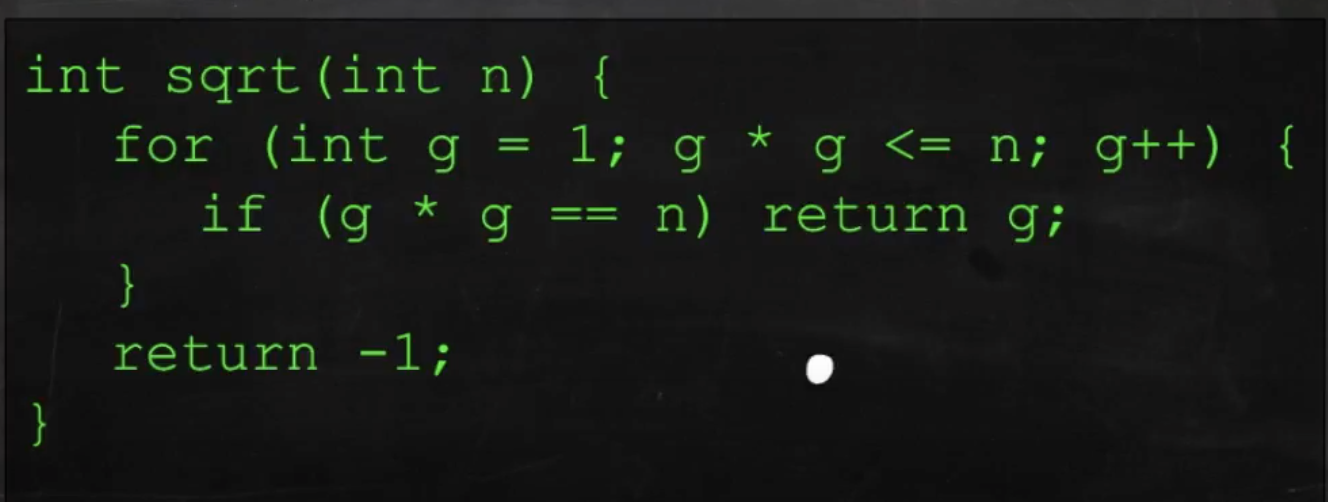 int sqrt(int n) {
for (int g = 1; g * g <= n; g++) {
if (g * g == n) return g;
}
return -1;
}